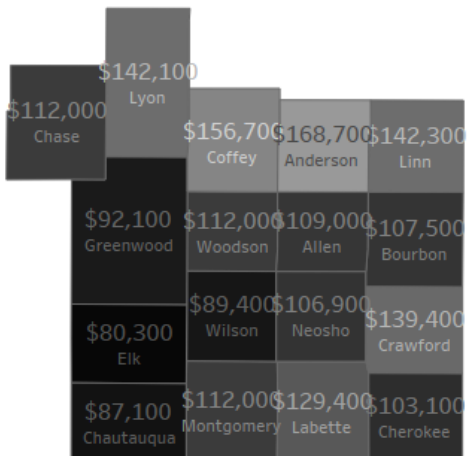 $142,100
Lyon
$112,000
Chase
$156,700
Coffey
$168,700
Anderson
$142,300
Linn
$92,100
Greenwood
$112,000
Woodson
$109,000
Allen
$107,500
Bourbon
$89,400
Wilson
$106,900
Neosho
$139,400
Crawford
$80,300
Elk
$87,100
Chautauqua
$112,000
Montgomery
$129,400
Labette
$103,100
Cherokee